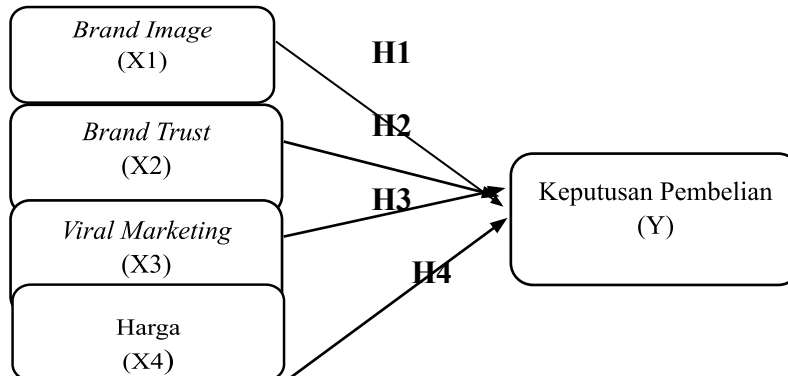 Brand Image
(X1)
H1
Brand Trust
(X2)
H2
Viral Marketing
(X3)
H3
Harga
(X4)
H4
Keputusan Pembelian
(Y)